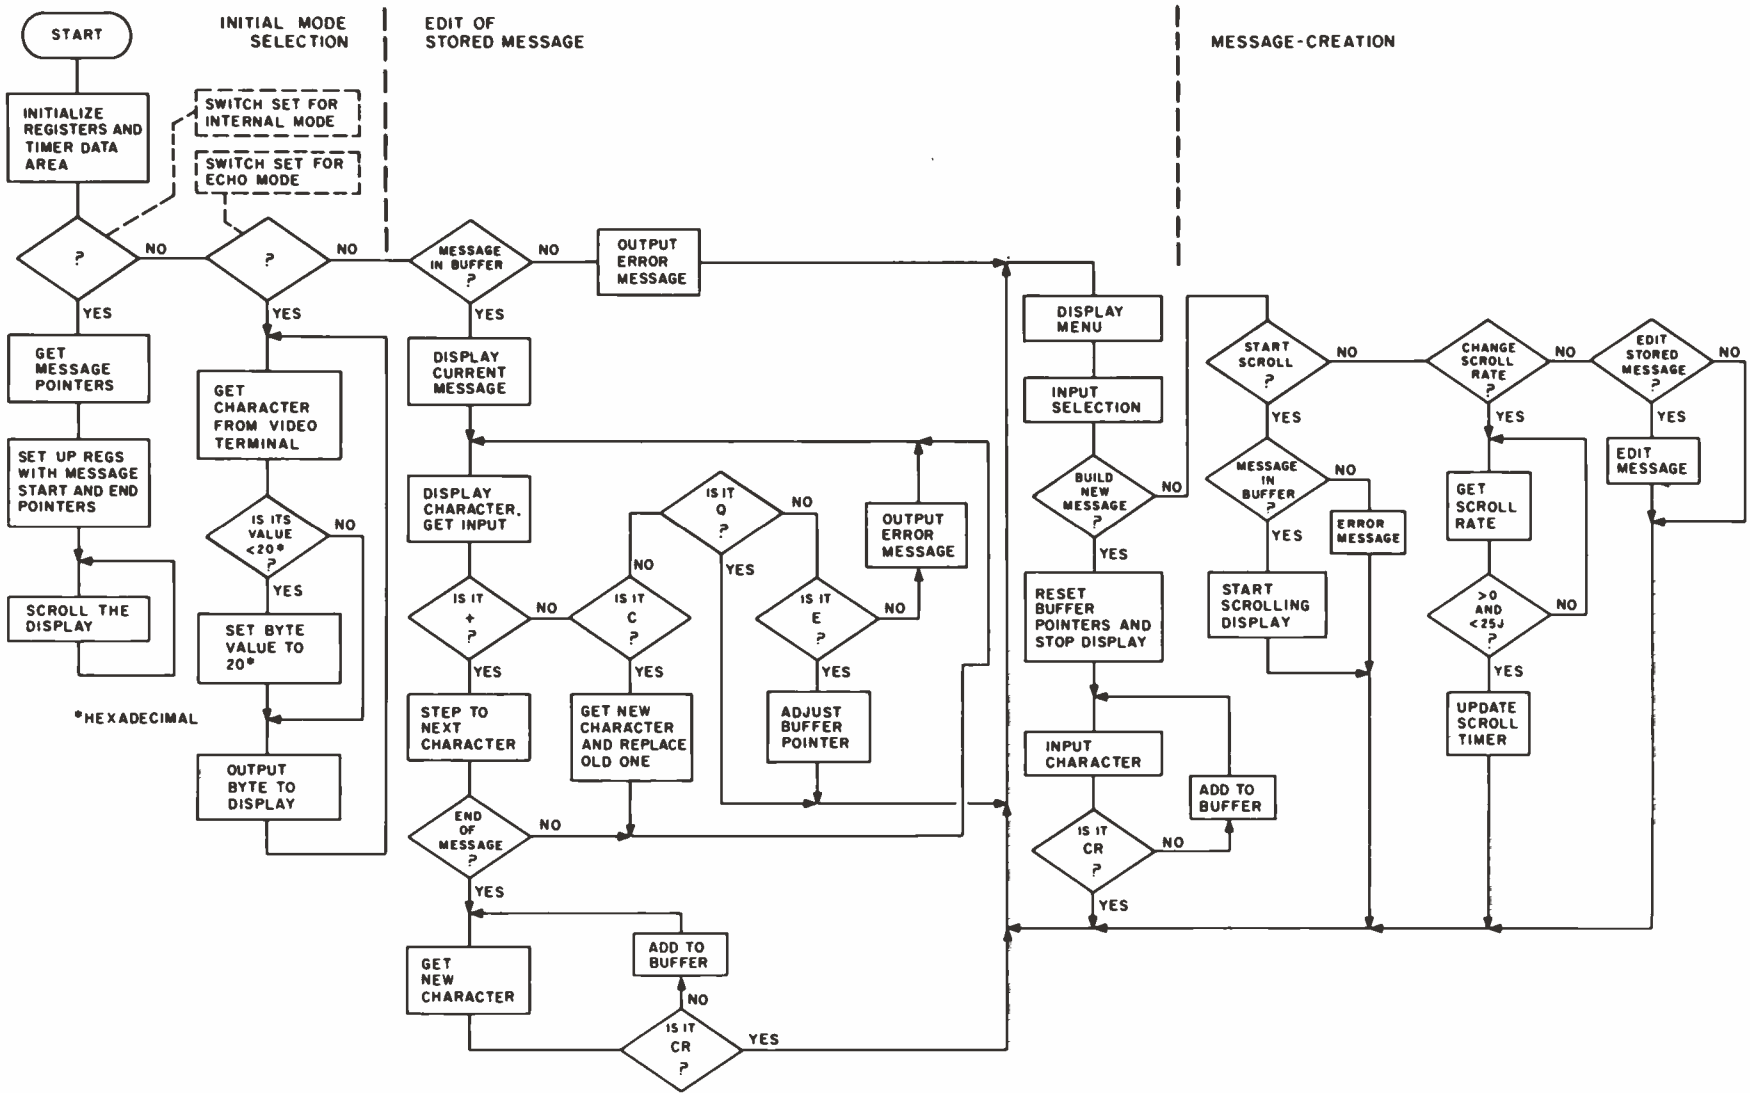 START
INITIAL MODE
SELECTION
EDIT OF
STORED MESSAGE
MESSAGE-CREATION
INITIALIZE
REGISTERS AND
TIMER DATA
AREA
SWITCH SET FOR
INTERNAL MODE
SWITCH SET FOR
ECHO MODE
?
NO
YES
GET
MESSAGE
POINTERS
SET UP REGS
WITH MESSAGE
START AND END
POINTERS
SCROLL THE
DISPLAY
*HEXADECIMAL
?
NO
YES
GET
CHARACTER
FROM VIDEO
TERMINAL
IS ITS
VALUE
<20*
?
NO
YES
SET BYTE
VALUE TO
20*
OUTPUT
BYTE TO
DISPLAY
MESSAGE
IN BUFFER
?
NO
YES
OUTPUT
ERROR
MESSAGE
DISPLAY
CURRENT
MESSAGE
DISPLAY
CHARACTER,
GET INPUT
IS IT
+
?
NO
YES
STEP TO
NEXT
CHARACTER
END
OF
MESSAGE
?
NO
YES
GET
NEW
CHARACTER
IS IT
C
?
NO
YES
GET NEW
CHARACTER
AND REPLACE
OLD ONE
IS IT
Q
?
NO
YES
IS IT
E
?
NO
YES
OUTPUT
ERROR
MESSAGE
ADJUST
BUFFER
POINTER
ADD TO
BUFFER
NO
IS IT
CR
?
YES
DISPLAY
MENU
INPUT
SELECTION
BUILD
NEW
MESSAGE
?
NO
YES
RESET
BUFFER
POINTERS AND
STOP DISPLAY
INPUT
CHARACTER
IS IT
CR
?
NO
YES
ADD TO
BUFFER
START
SCROLL
?
NO
YES
MESSAGE
IN
BUFFER
?
NO
YES
ERROR
MESSAGE
START
SCROLLING
DISPLAY
CHANGE
SCROLL
RATE
?
NO
YES
GET
SCROLL
RATE
>0
AND
<25J
?
NO
YES
UPDATE
SCROLL
TIMER
EDIT
STORED
MESSAGE
?
NO
YES
EDIT
MESSAGE